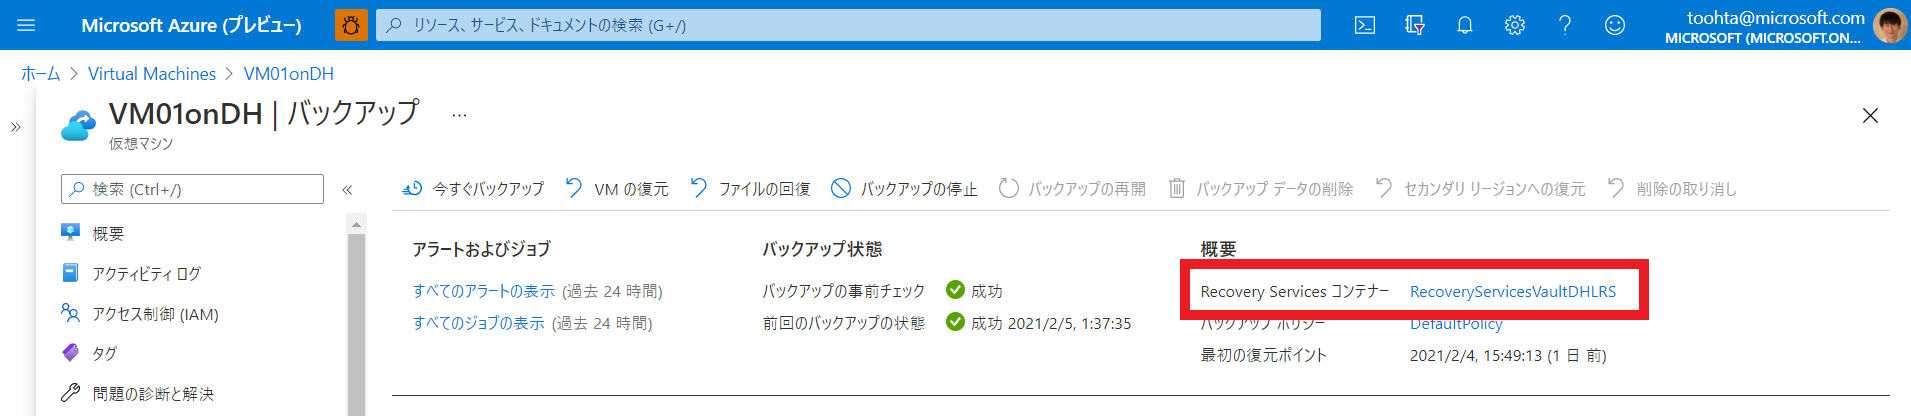 Microsoft Azure (プレビュー)
リソース、サービス、ドキュメントの検索 (G+/)
toohta@microsoft.com
MICROSOFT (MICROSOFT.ON...
ホーム > Virtual Machines > VM01onDH
VM01onDH | バックアップ ...
仮想マシン
検索 (Ctrl+/)
概要
アクティビティ ログ
アクセス制御 (IAM)
タグ
問題の診断と解決
今すぐバックアップ VM の復元 ファイルの回復 バックアップの停止 バックアップの再開 バックアップ データの削除 セカンダリ リージョンへの復元 削除の取り消し
アラートおよびジョブ
すべてのアラートの表示 (過去 24 時間)
すべてのジョブの表示 (過去 24 時間)
バックアップ状態
バックアップの事前チェック 成功
前回のバックアップの状態 成功 2021/2/5, 1:37:35
概要
Recovery Services コンテナー RecoveryServicesVaultDHLRS
バックアップ ポリシー DefaultPolicy
最初の復元ポイント 2021/2/4, 15:49:13 (1 日 前)